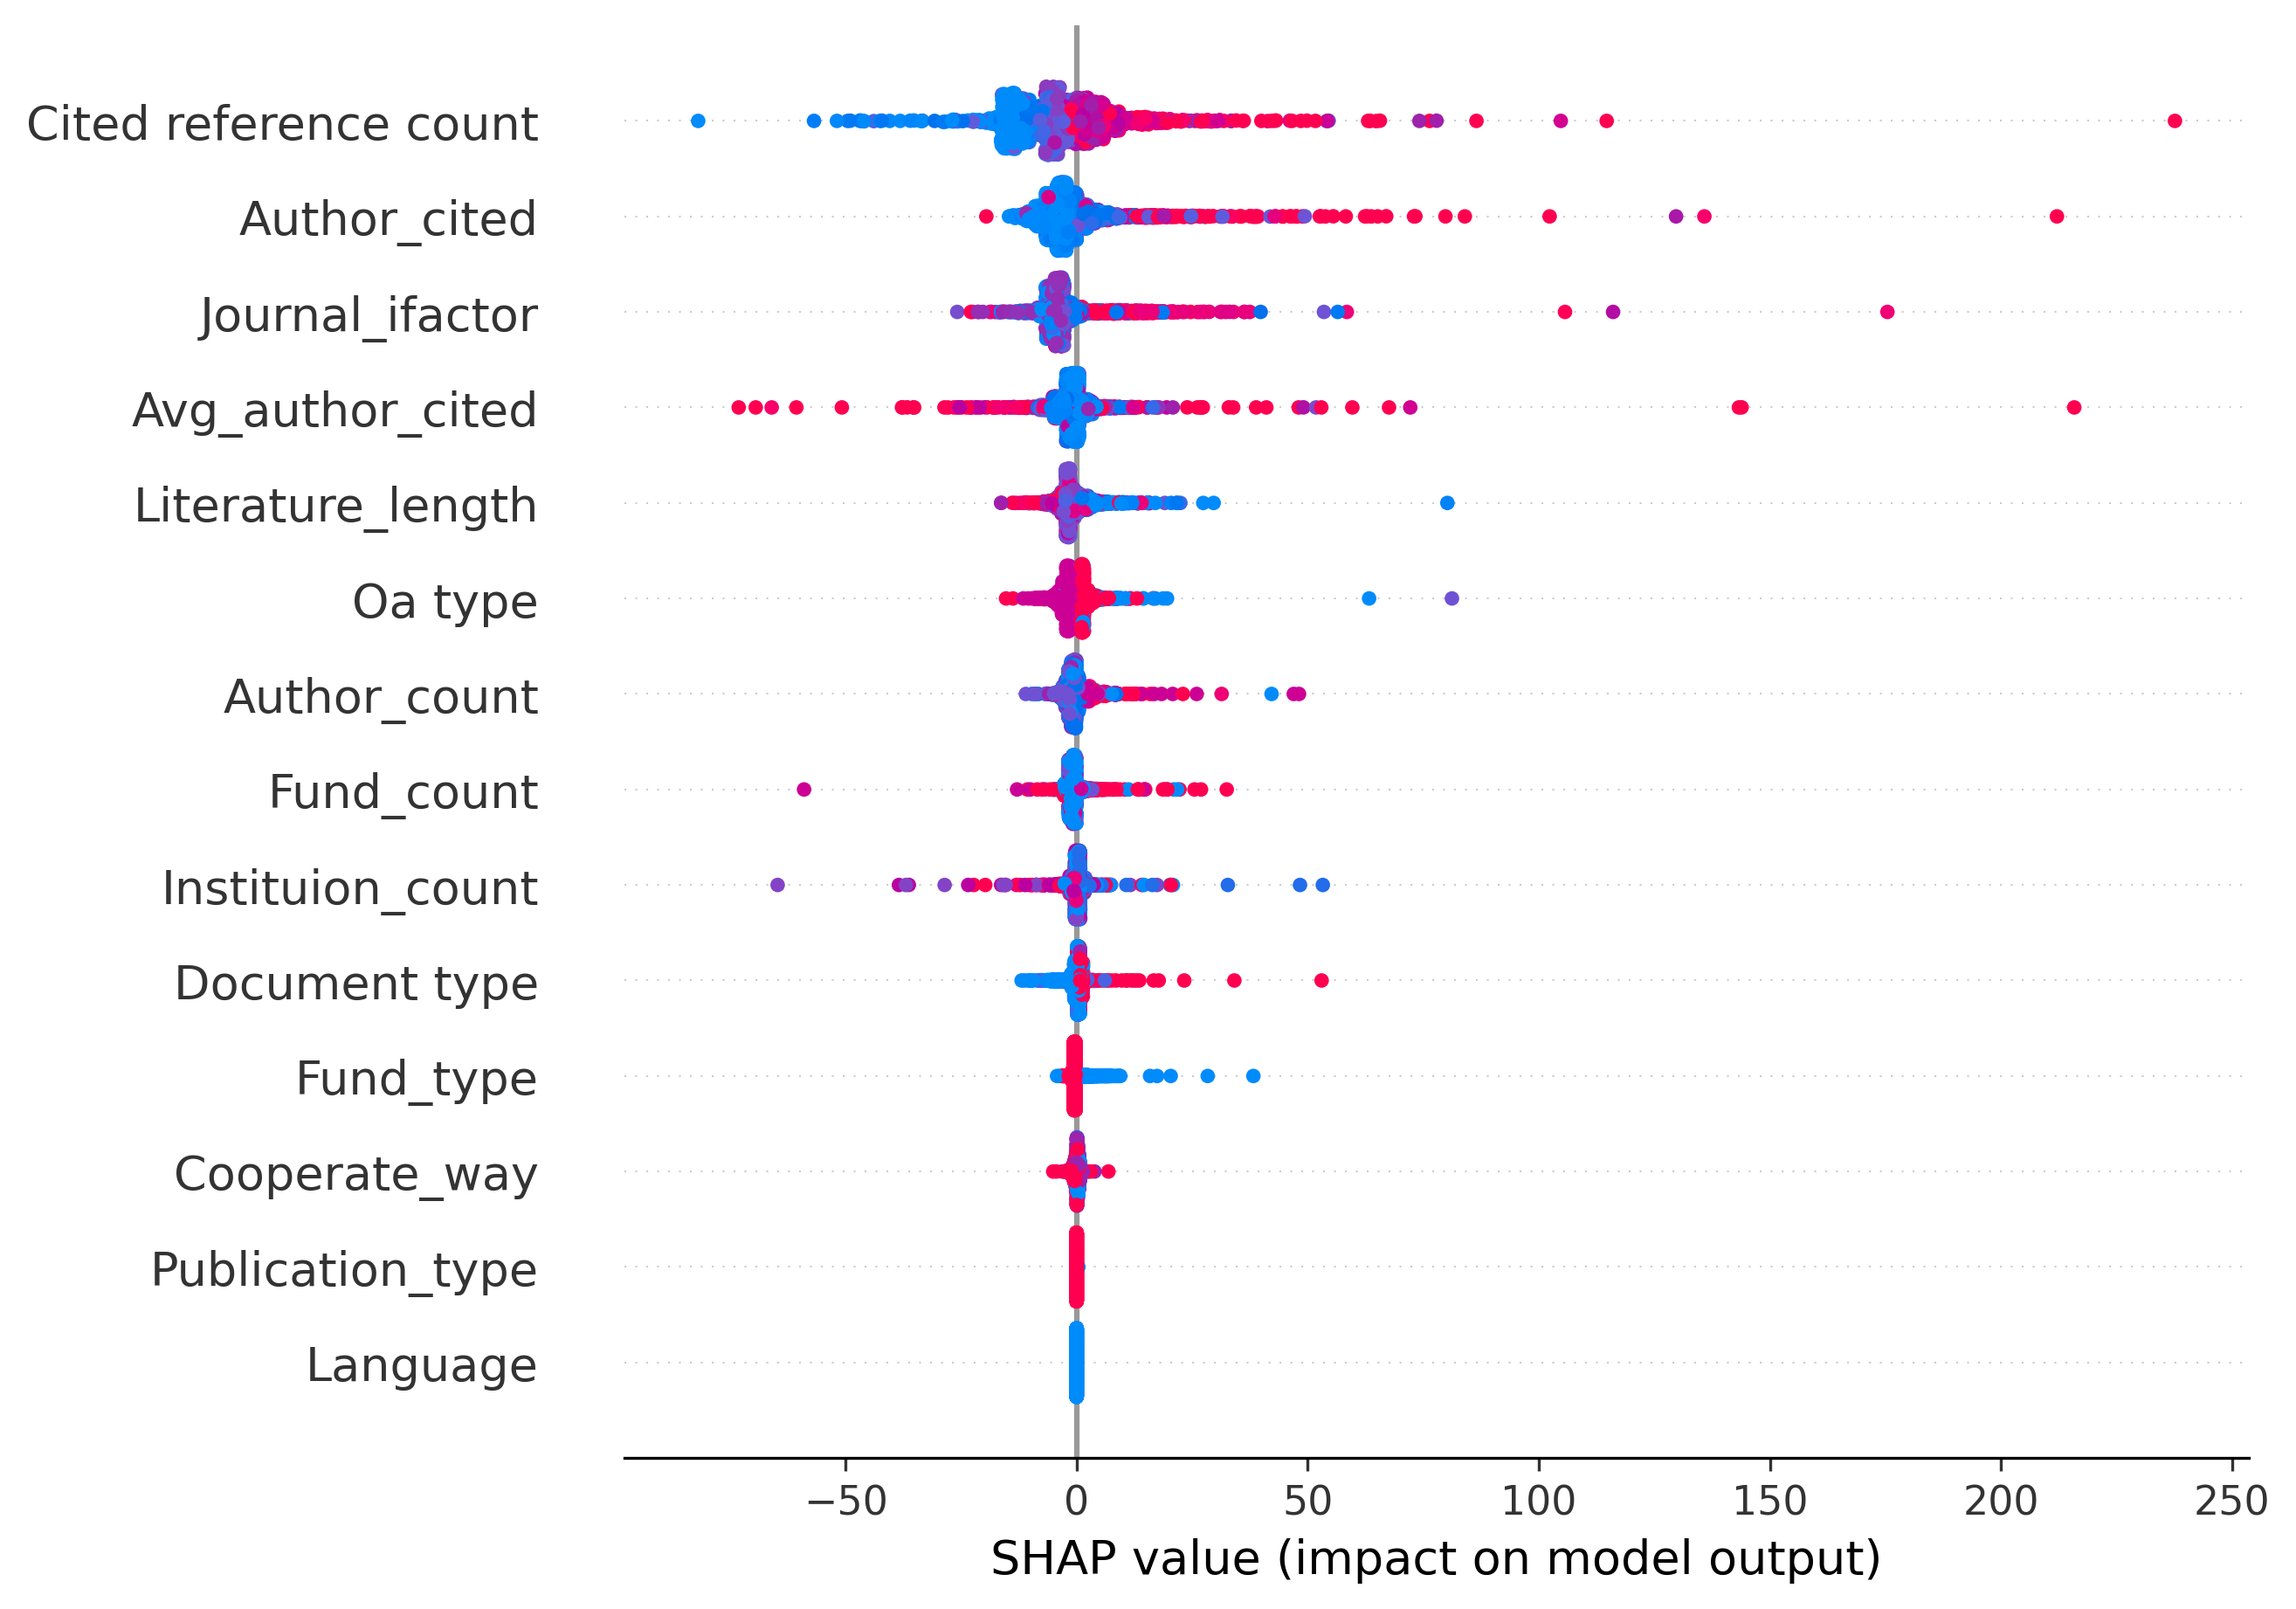 Cited reference count
Author_cited
Journal_ifactor
Avg_author_cited
Literature_length
Oa type
Author_count
Fund_count
Instituion_count
Document type
Fund_type
Cooperate_way
Publication_type
Language
−50 0 50 100 150 200 250
SHAP value (impact on model output)